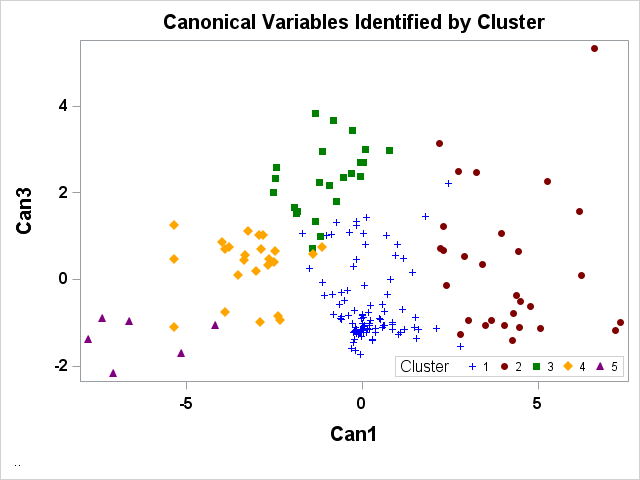 Canonical Variables Identified by Cluster
Can3
4
2
0
-2
-5 0 5
Can1
Cluster 1 2 3 4 5
..